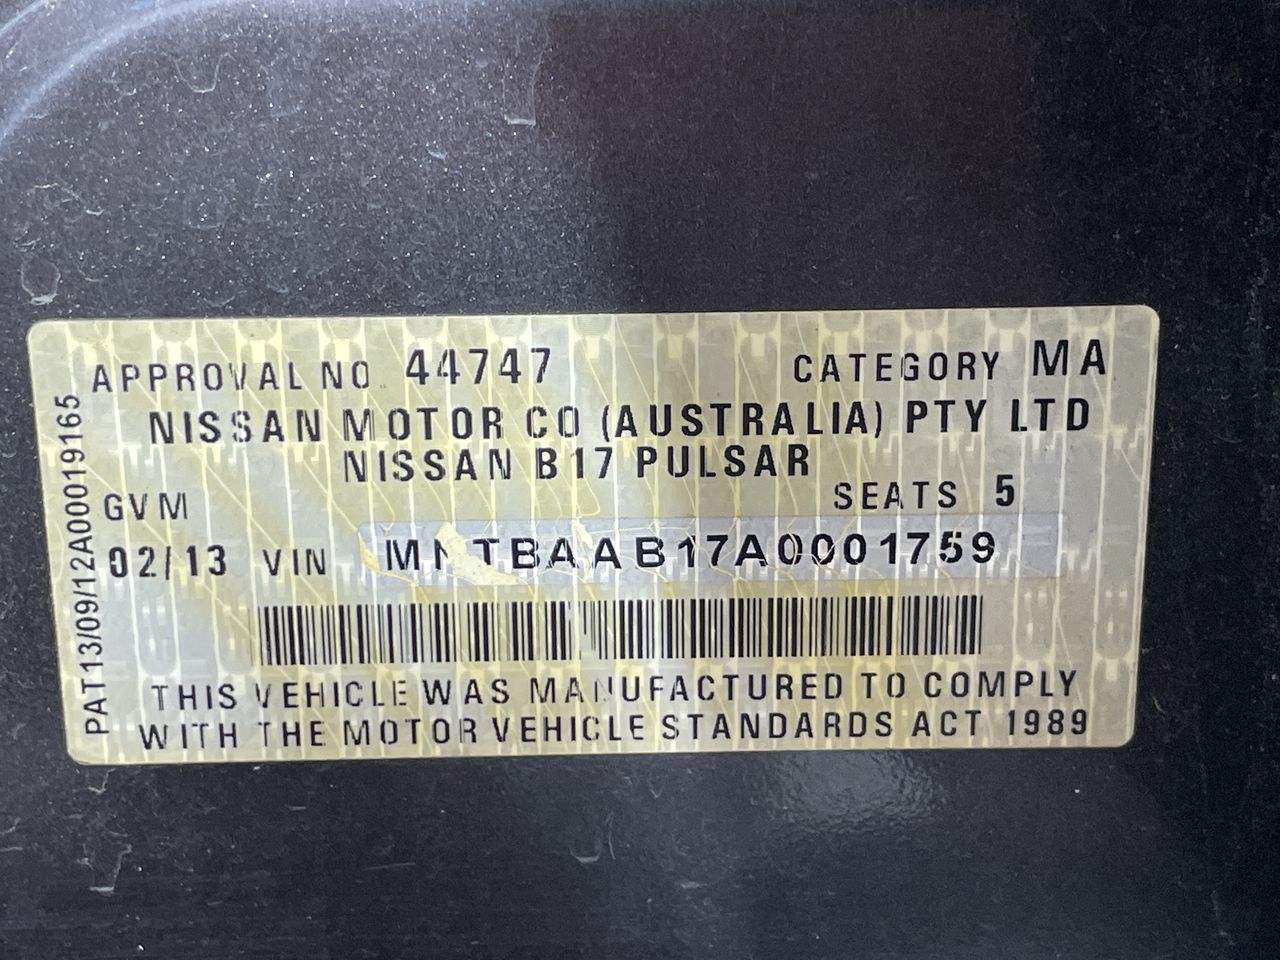 APPROVAL NO. 44747 CATEGORY MA
NISSAN MOTOR CO (AUSTRALIA) PTY LTD
NISSAN B17 PULSAR
GVM SEATS 5
02/13 VIN MNTBAAB17A0001759
THIS VEHICLE WAS MANUFACTURED TO COMPLY
WITH THE MOTOR VEHICLE STANDARDS ACT 1989
PAT13/09/12A00019165